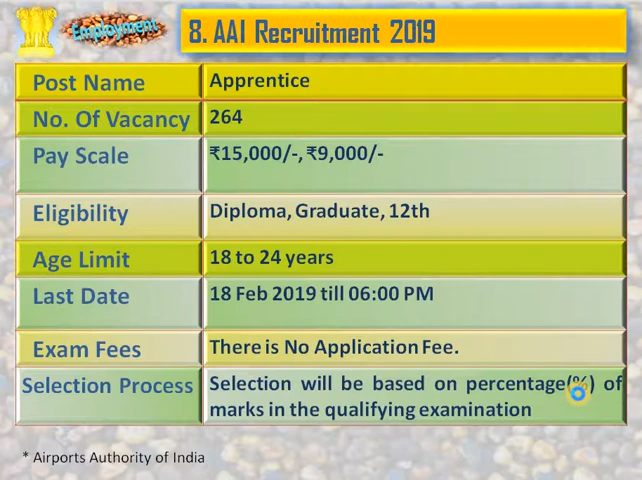 Employment
8. AAI Recruitment 2019
Post Name Apprentice
No. Of Vacancy 264
Pay Scale ₹15,000/-, ₹9,000/-
Eligibility Diploma, Graduate, 12th
Age Limit 18 to 24 years
Last Date 18 Feb 2019 till 06:00 PM
Exam Fees There is No Application Fee.
Selection Process Selection will be based on percentage(%) of
marks in the qualifying examination
* Airports Authority of India